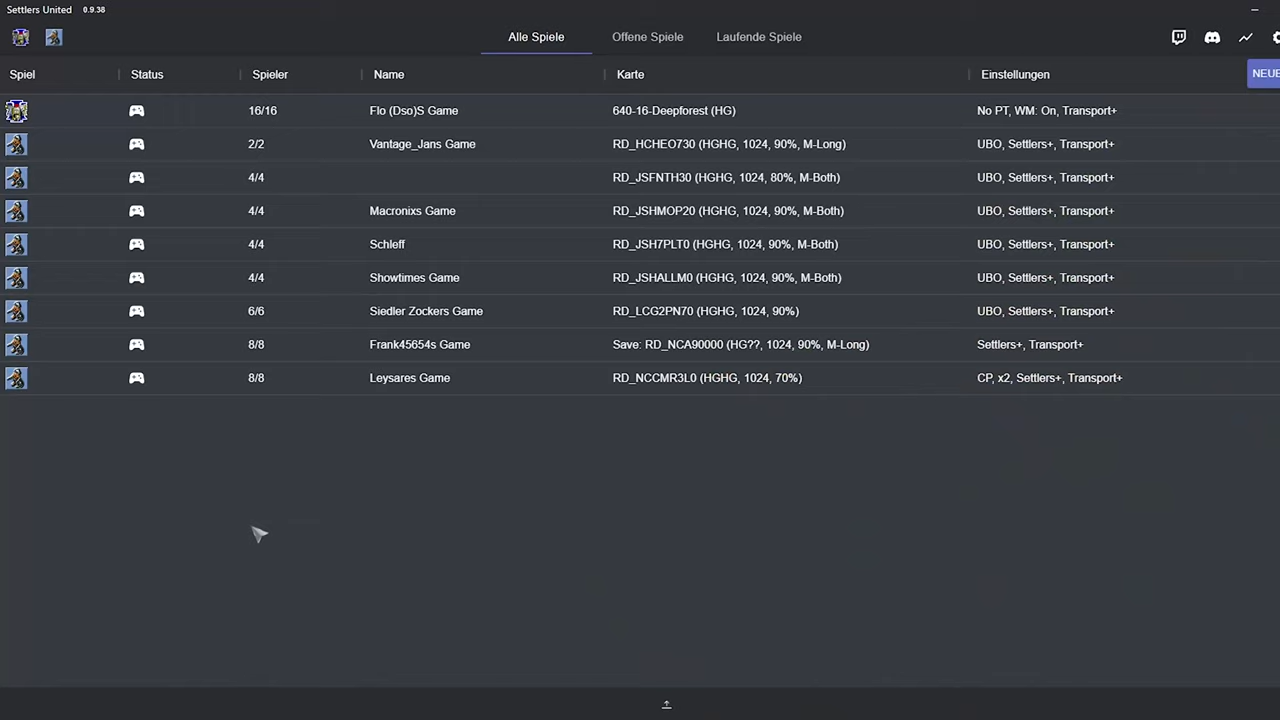 Settlers United 0.9.38
Alle Spiele Offene Spiele Laufende Spiele
Spiel Status Spieler Name Karte Einstellungen NEUE
16/16 Flo (Dso)S Game 640-16-Deepforest (HG) No PT, WM: On, Transport+
2/2 Vantage_Jans Game RD_HCHEO730 (HGHG, 1024, 90%, M-Long) UBO, Settlers+, Transport+
4/4 RD_JSFNTH30 (HGHG, 1024, 80%, M-Both) UBO, Settlers+, Transport+
4/4 Macronixs Game RD_JSHMOP20 (HGHG, 1024, 90%, M-Both) UBO, Settlers+, Transport+
4/4 Schleff RD_JSH7PLT0 (HGHG, 1024, 90%, M-Both) UBO, Settlers+, Transport+
4/4 Showtimes Game RD_JSHALLM0 (HGHG, 1024, 90%, M-Both) UBO, Settlers+, Transport+
6/6 Siedler Zockers Game RD_LCG2PN70 (HGHG, 1024, 90%) UBO, Settlers+, Transport+
8/8 Frank45654s Game Save: RD_NCA90000 (HG??, 1024, 90%, M-Long) Settlers+, Transport+
8/8 Leysares Game RD_NCCMR3L0 (HGHG, 1024, 70%) CP, x2, Settlers+, Transport+